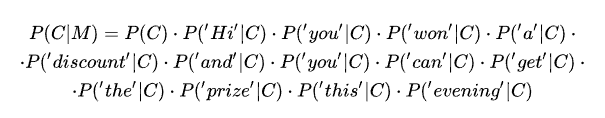 P(C|M) = P(C) · P('Hi'|C) · P('you'|C) · P('won'|C) · P('a'|C) ·
·P('discount'|C) · P('and'|C) · P('you'|C) · P('can'|C) · P('get'|C) ·
·P('the'|C) · P('prize'|C) · P('this'|C) · P('evening'|C)